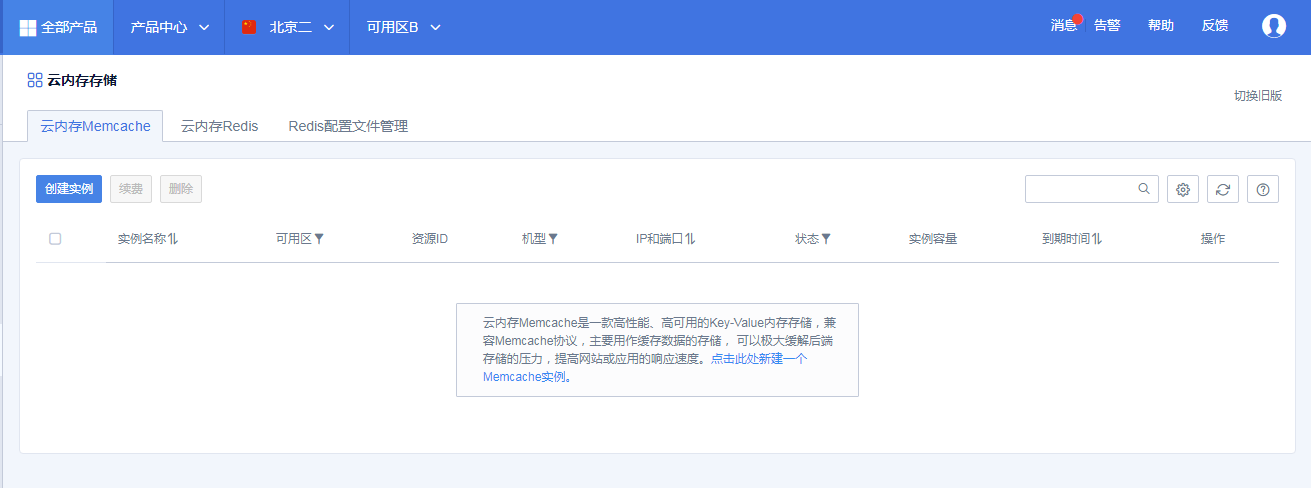 全部产品 产品中心 北京二 可用区B 消息 告警 帮助 反馈
云内存存储
切换旧版
云内存Memcache 云内存Redis Redis配置文件管理
创建实例 续费 删除
实例名称 可用区 资源ID 机型 IP和端口 状态 实例容量 到期时间 操作
云内存Memcache是一款高性能、高可用的Key-Value内存存储，兼
容Memcache协议，主要用作缓存数据的存储， 可以极大缓解后端
存储的压力，提高网站或应用的响应速度。点击此处新建一个
Memcache实例。